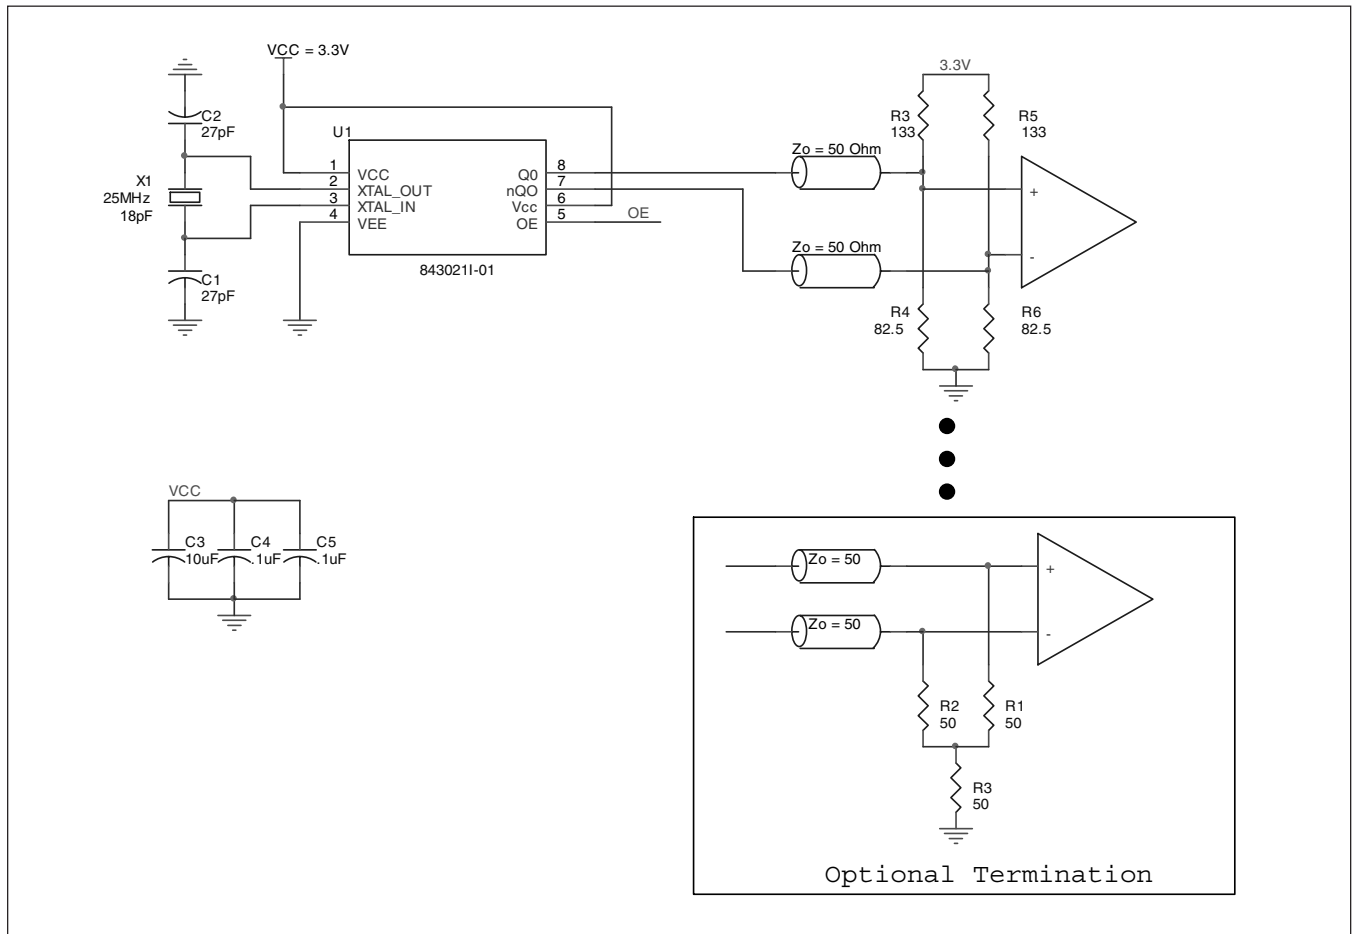 VCC = 3.3V
3.3V
C2
27pF
R3
133
R5
133
U1
Zo = 50 Ohm
X1
25MHz
18pF
1
2
3
4
VCC
XTAL_OUT
XTAL_IN
VEE
Q0
nQO
Vcc
OE
8
7
6
5
OE
+
-
Zo = 50 Ohm
843021I-01
C1
27pF
R4
82.5
R6
82.5
VCC
C3
10uF
C4
.1uF
C5
.1uF
Zo = 50
+
Zo = 50
-
R2
50
R1
50
R3
50
Optional Termination